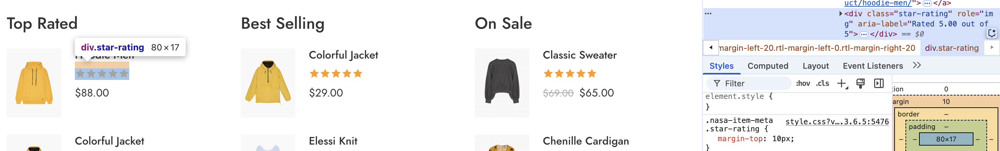 Top Rated
div.star-rating 80 × 17
Hoodie Men
$88.00
Colorful Jacket
Best Selling
Colorful Jacket
$29.00
Elessi Knit
On Sale
Classic Sweater
$69.00 $65.00
Chenille Cardigan
uct/hoodie-men/"> ••• </a>
••• <div class="star-rating" role="im
g" aria-label="Rated 5.00 out of
5"> ••• </div> == $0
margin-left-20.rtl-margin-left-0.rtl-margin-right-20 div.star-rating
Styles Computed Layout Event Listeners
Filter :hov .cls
element.style {
}
.nasa-item-meta style.css?v….3.6.5:5476
.star-rating {
margin-top: 10px;
}
tion 0
argin 10
border –
padding –
– – 80×17 – –